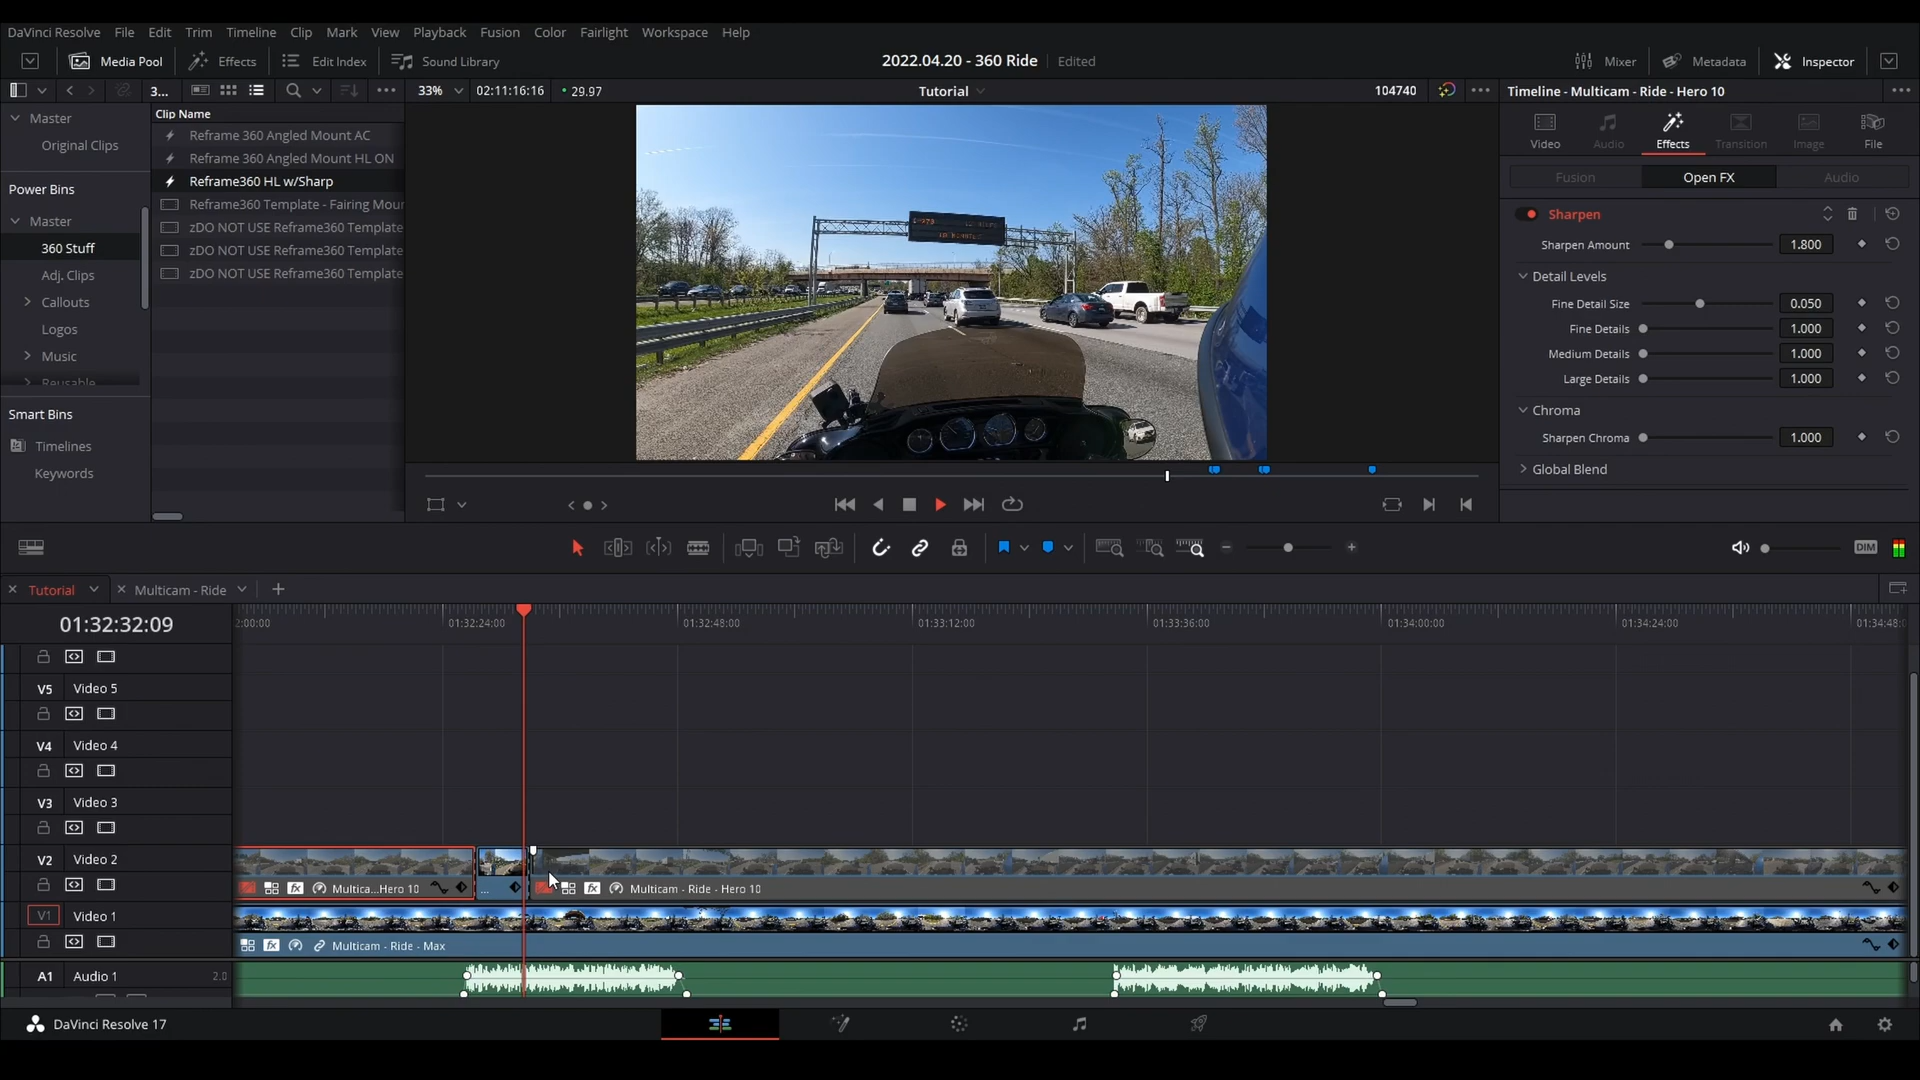 DaVinci Resolve File Edit Trim Timeline Clip Mark View Playback Fusion Color Fairlight Workspace Help
Media Pool Effects Edit Index Sound Library 2022.04.20 - 360 Ride Edited Mixer Metadata Inspector
3... 33% 02:11:16:16 29.97 Tutorial 104740 Timeline - Multicam - Ride - Hero 10
Clip Name
Master
Original Clips
Power Bins
Master
360 Stuff
Adj. Clips
Callouts
Logos
Music
Reusable
Smart Bins
Timelines
Keywords
Reframe 360 Angled Mount AC
Reframe 360 Angled Mount HL ON
Reframe360 HL w/Sharp
Reframe360 Template - Fairing Mour
zDO NOT USE Reframe360 Template
zDO NOT USE Reframe360 Template
zDO NOT USE Reframe360 Template
Video Audio Effects Transition Image File
Fusion Open FX Audio
Sharpen
Sharpen Amount 1.800
Detail Levels
Fine Detail Size 0.050
Fine Details 1.000
Medium Details 1.000
Large Details 1.000
Chroma
Sharpen Chroma 1.000
Global Blend
DIM
Tutorial Multicam - Ride
01:32:32:09 2:00:00 01:32:24:00 01:32:48:00 01:33:12:00 01:33:36:00 01:34:00:00 01:34:24:00 01:34:48:0
V5 Video 5
V4 Video 4
V3 Video 3
V2 Video 2
Multica...Hero 10 ... Multicam - Ride - Hero 10
V1 Video 1
Multicam - Ride - Max
A1 Audio 1 2.0
DaVinci Resolve 17